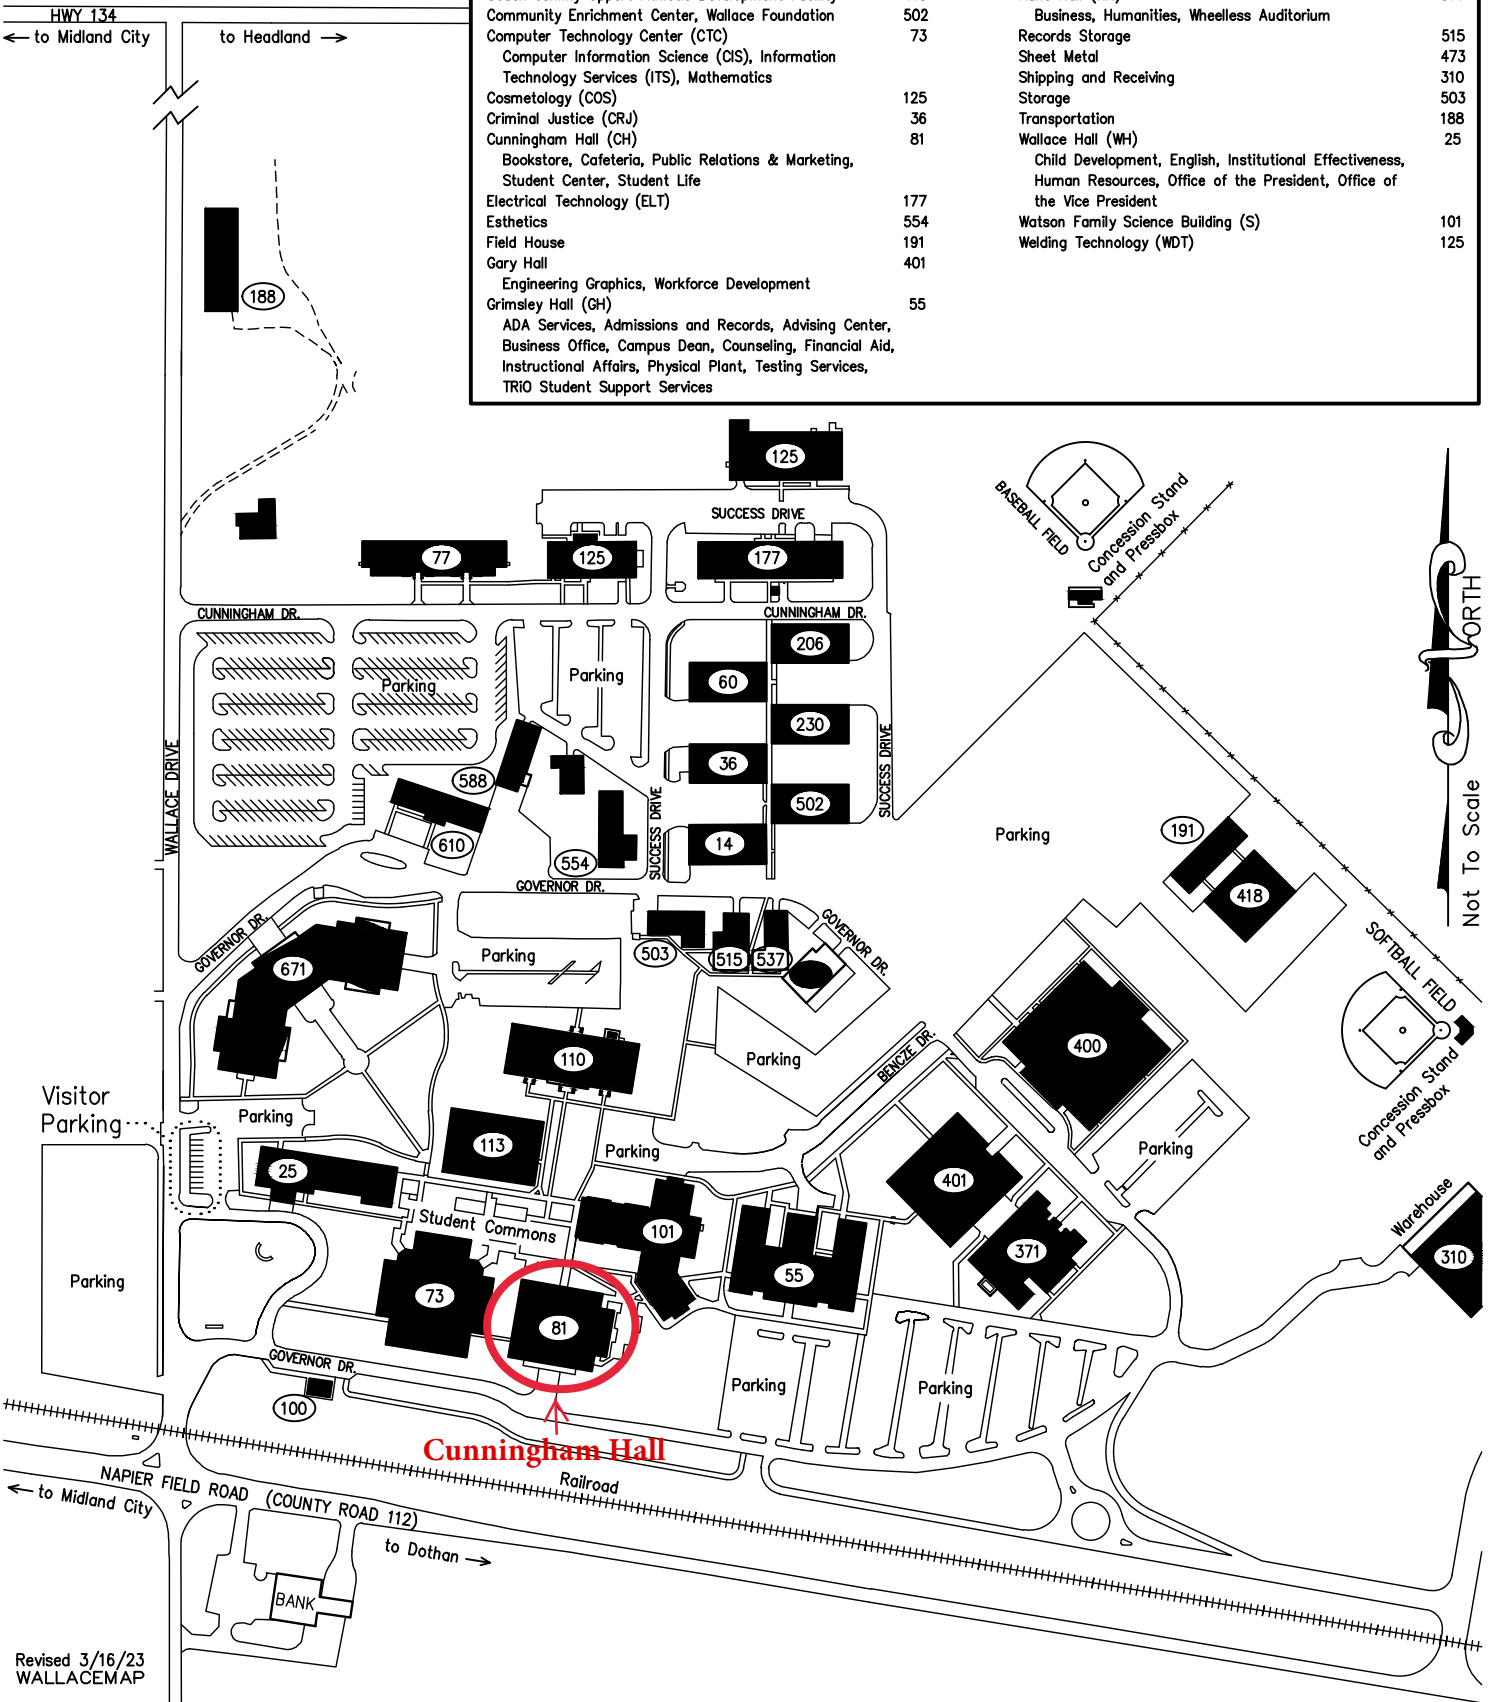 Community Enrichment Center, Wallace Foundation 502
Computer Technology Center (CTC) 73
Computer Information Science (CIS), Information
Technology Services (ITS), Mathematics
Cosmetology (COS) 125
Criminal Justice (CRJ) 36
Cunningham Hall (CH) 81
Bookstore, Cafeteria, Public Relations & Marketing,
Student Center, Student Life
Electrical Technology (ELT) 177
Esthetics 554
Field House 191
Gary Hall 401
Engineering Graphics, Workforce Development
Grimsley Hall (GH) 55
ADA Services, Admissions and Records, Advising Center,
Business Office, Campus Dean, Counseling, Financial Aid,
Instructional Affairs, Physical Plant, Testing Services,
TRiO Student Support Services
Business, Humanities, Wheelless Auditorium
Records Storage 515
Sheet Metal 473
Shipping and Receiving 310
Storage 503
Transportation 188
Wallace Hall (WH) 25
Child Development, English, Institutional Effectiveness,
Human Resources, Office of the President, Office of
the Vice President
Watson Family Science Building (S) 101
Welding Technology (WDT) 125
HWY 134
← to Midland City
to Headland →
188
125
SUCCESS DRIVE
77
125
177
CUNNINGHAM DR.
CUNNINGHAM DR.
BASEBALL FIELD
Concession Stand
and Pressbox
NORTH
Not To Scale
206
60
230
36
502
14
Parking
Parking
WALLACE DRIVE
588
610
554
SUCCESS DRIVE
SUCCESS DRIVE
GOVERNOR DR.
Parking
191
418
GOVERNOR DR.
671
Parking
503
515
537
GOVERNOR DR.
SOFTBALL FIELD
Concession Stand
and Pressbox
400
110
Parking
BENCZE DR.
Visitor
Parking
Parking
113
Parking
Parking
25
401
Student Commons
101
371
Warehouse
310
Parking
73
81
55
GOVERNOR DR.
100
Parking
Parking
Cunningham Hall
Railroad
NAPIER FIELD ROAD (COUNTY ROAD 112)
← to Midland City
to Dothan →
BANK
Revised 3/16/23
WALLACEMAP